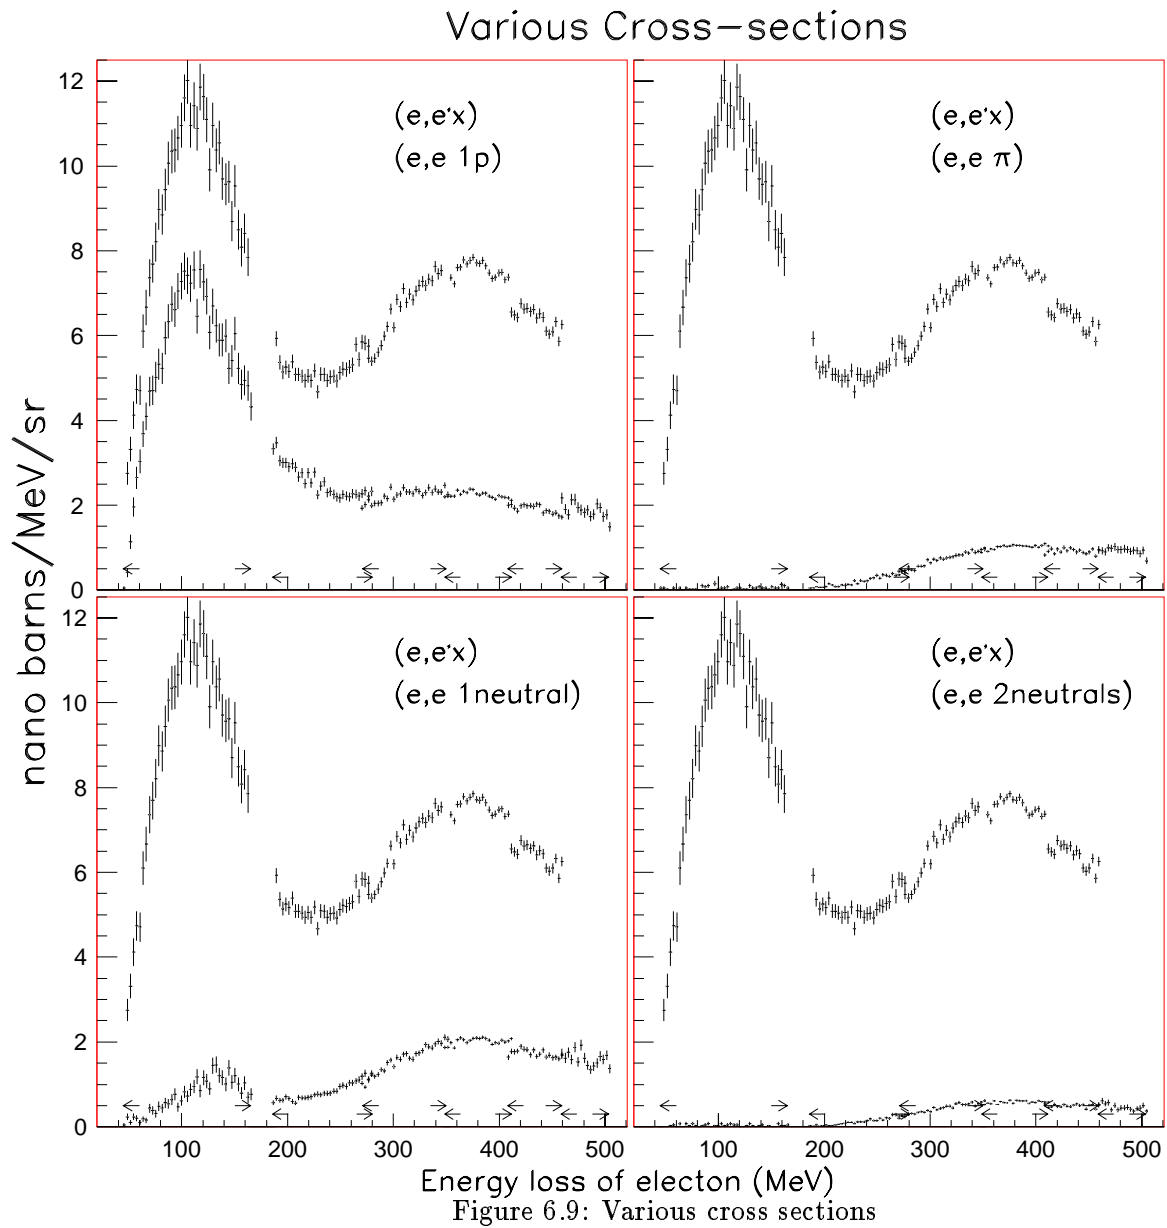 Various Cross-sections
12
10
8
6
4
2
0
(e,e'x)
(e,e 1p)
(e,e'x)
(e,e π)
12
10
8
6
4
2
0
(e,e'x)
(e,e 1neutral)
(e,e'x)
(e,e 2neutrals)
nano barns/MeV/sr
100 200 300 400 500
100 200 300 400 500
Energy loss of electon (MeV)
Figure 6.9: Various cross sections